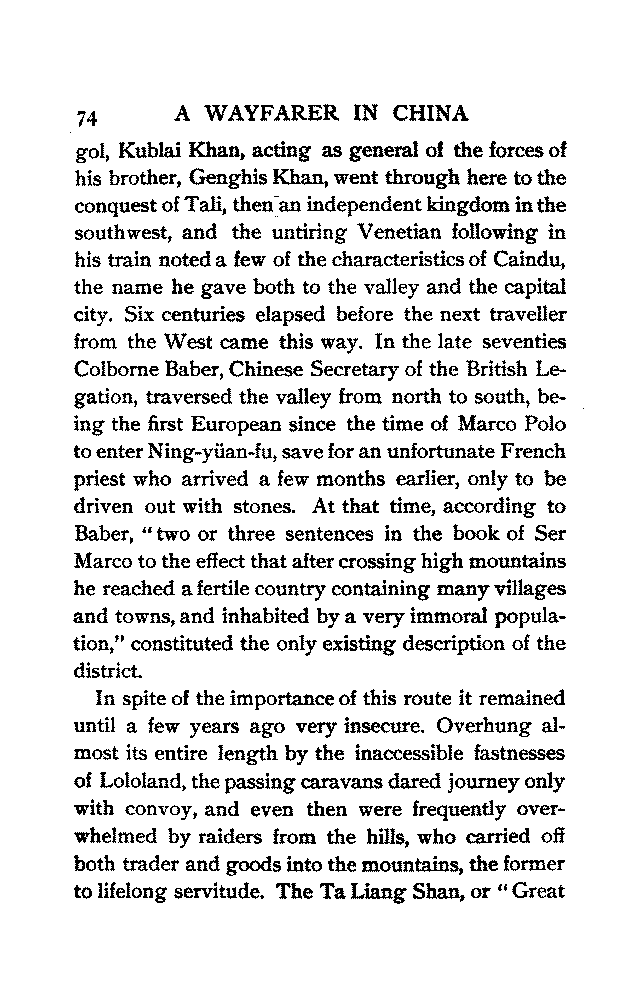 74 A WAYFARER IN CHINA
gol, Kublai Khan, acting as general of the forces of
his brother, Genghis Khan, went through here to the
conquest of Tali, then an independent kingdom in the
southwest, and the untiring Venetian following in
his train noted a few of the characteristics of Caindu,
the name he gave both to the valley and the capital
city. Six centuries elapsed before the next traveller
from the West came this way. In the late seventies
Colborne Baber, Chinese Secretary of the British Le-
gation, traversed the valley from north to south, be-
ing the first European since the time of Marco Polo
to enter Ning-yüan-fu, save for an unfortunate French
priest who arrived a few months earlier, only to be
driven out with stones. At that time, according to
Baber, "two or three sentences in the book of Ser
Marco to the effect that after crossing high mountains
he reached a fertile country containing many villages
and towns, and inhabited by a very immoral popula-
tion," constituted the only existing description of the
district.
In spite of the importance of this route it remained
until a few years ago very insecure. Overhung al-
most its entire length by the inaccessible fastnesses
of Lololand, the passing caravans dared journey only
with convoy, and even then were frequently over-
whelmed by raiders from the hills, who carried off
both trader and goods into the mountains, the former
to lifelong servitude. The Ta Liang Shan, or "Great